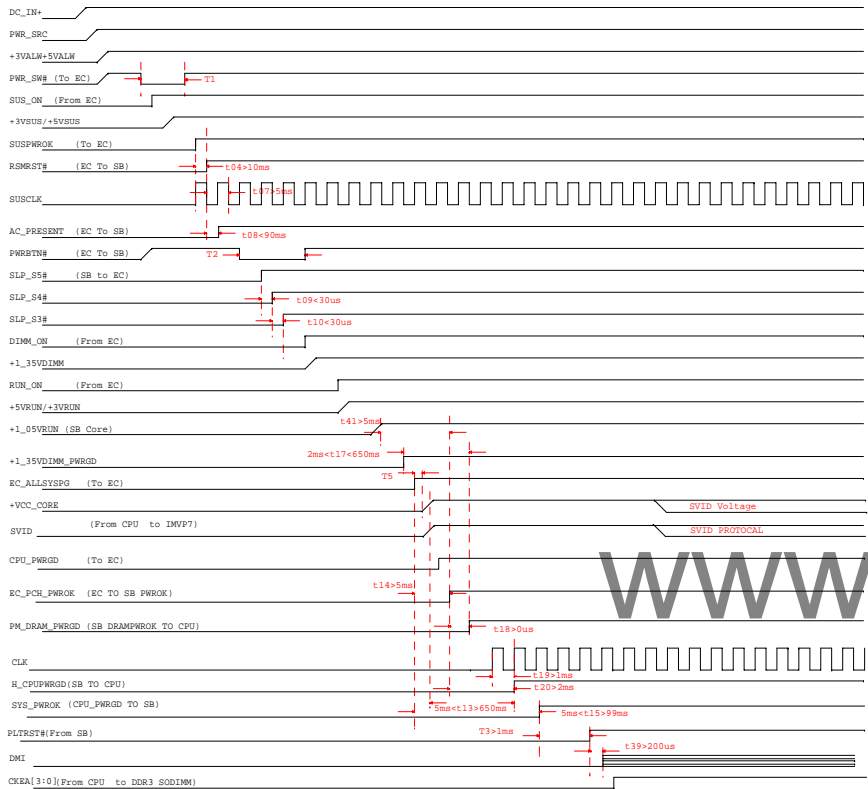 DC_IN+
PWR_SRC
+3VALW+5VALW
PWR_SW# (To EC)
T1
SUS_ON (From EC)
+3VSUS/+5VSUS
SUSPWROK (To EC)
RSMRST# (EC To SB)
t04>10ms
t07>5ms
SUSCLK
AC_PRESENT (EC To SB)
t08<90ms
PWRBTN# (EC To SB)
T2
SLP_S5# (SB to EC)
SLP_S4#
t09<30us
SLP_S3#
t10<30us
DIMM_ON (From EC)
+1_35VDIMM
RUN_ON (From EC)
+5VRUN/+3VRUN
t41>5ms
+1_05VRUN (SB Core)
2ms<t17<650ms
+1_35VDIMM_PWRGD
T5
EC_ALLSYSPG (To EC)
+VCC_CORE
SVID Voltage
SVID (From CPU to IMVP7)
SVID PROTOCAL
CPU_PWRGD (To EC)
WWW
t14>5ms
EC_PCH_PWROK (EC TO SB PWROK)
PM_DRAM_PWRGD (SB DRAMPWROK TO CPU)
t18>0us
CLK
t19>1ms
H_CPUPWRGD(SB TO CPU)
t20>2ms
SYS_PWROK (CPU_PWRGD TO SB)
5ms<t13>650ms
5ms<t15>99ms
PLTRST#(From SB)
T3>1ms
t39>200us
DMI
CKEA[3:0](From CPU to DDR3 SODIMM)